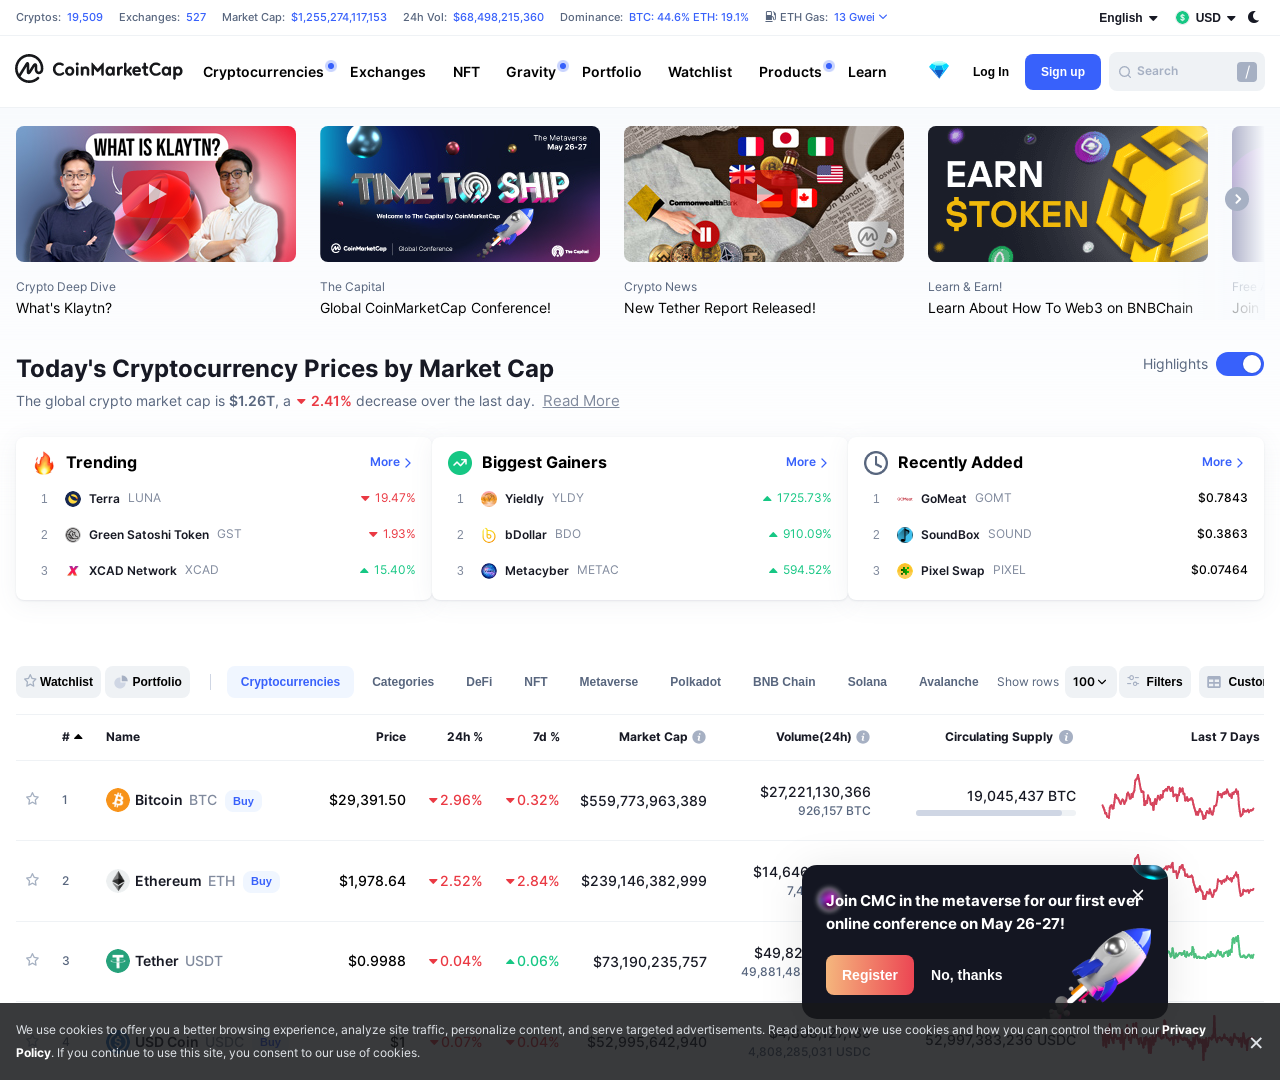 Cryptos: 19,509 Exchanges: 527 Market Cap: $1,255,274,117,153 24h Vol: $68,498,215,360 Dominance: BTC: 44.6% ETH: 19.1% ETH Gas: 13 Gwei English USD
CoinMarketCap Cryptocurrencies Exchanges NFT Gravity Portfolio Watchlist Products Learn Log In Sign up Search /
WHAT IS KLAYTN?
The Metaverse
May 26-27
TIME TO SHIP
Welcome to The Capital by CoinMarketCap
CoinMarketCap Global Conference The Capital
CommonwealthBank
EARN
$TOKEN
Crypto Deep Dive The Capital Crypto News Learn & Earn! Free
What's Klaytn? Global CoinMarketCap Conference! New Tether Report Released! Learn About How To Web3 on BNBChain Join
Today's Cryptocurrency Prices by Market Cap Highlights
The global crypto market cap is $1.26T, a 2.41% decrease over the last day. Read More
Trending More
1 Terra LUNA 19.47%
2 Green Satoshi Token GST 1.93%
3 XCAD Network XCAD 15.40%
Biggest Gainers More
1 Yieldly YLDY 1725.73%
2 bDollar BDO 910.09%
3 Metacyber METAC 594.52%
Recently Added More
1 GoMeat GOMT $0.7843
2 SoundBox SOUND $0.3863
3 Pixel Swap PIXEL $0.07464
Watchlist Portfolio Cryptocurrencies Categories DeFi NFT Metaverse Polkadot BNB Chain Solana Avalanche Show rows 100 Filters Custor
# Name Price 24h % 7d % Market Cap Volume(24h) Circulating Supply Last 7 Days
1 Bitcoin BTC Buy $29,391.50 2.96% 0.32% $559,773,963,389 $27,221,130,366 19,045,437 BTC
926,157 BTC
2 Ethereum ETH Buy $1,978.64 2.52% 2.84% $239,146,382,999 $14,646
7,4
3 Tether USDT $0.9988 0.04% 0.06% $73,190,235,757 $49,82
49,881,48
4 USD Coin USDC Buy $1 0.07% 0.04% $52,995,642,940 52,997,383,236 USDC
4,808,285,031 USDC
Join CMC in the metaverse for our first ever
online conference on May 26-27!
Register No, thanks
We use cookies to offer you a better browsing experience, analyze site traffic, personalize content, and serve targeted advertisements. Read about how we use cookies and how you can control them on our Privacy
Policy. If you continue to use this site, you consent to our use of cookies.